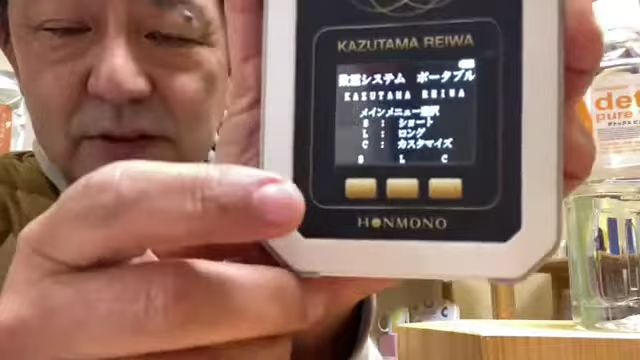 KAZUTAMA REIWA
数霊システム ポータブル
KAZUTAMA REIWA
メインメニュー選択
S : ショート
L : ロング
C : カスタマイズ
S L C
HONMONO
det
pure